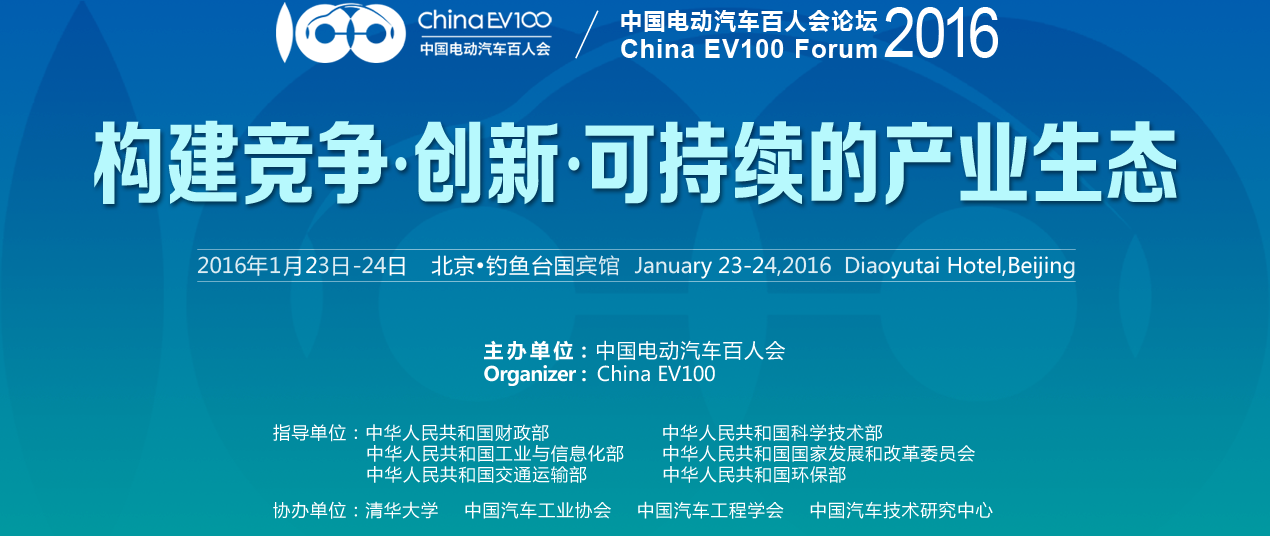 China EV100
中国电动汽车百人会
中国电动汽车百人会论坛
China EV100 Forum 2016
构建竞争·创新·可持续的产业生态
2016年1月23日-24日 北京•钓鱼台国宾馆 January 23-24,2016 Diaoyutai Hotel,Beijing
主办单位：中国电动汽车百人会
Organizer : China EV100
指导单位：中华人民共和国财政部 中华人民共和国科学技术部
中华人民共和国工业与信息化部 中华人民共和国国家发展和改革委员会
中华人民共和国交通运输部 中华人民共和国环保部
协办单位：清华大学 中国汽车工业协会 中国汽车工程学会 中国汽车技术研究中心